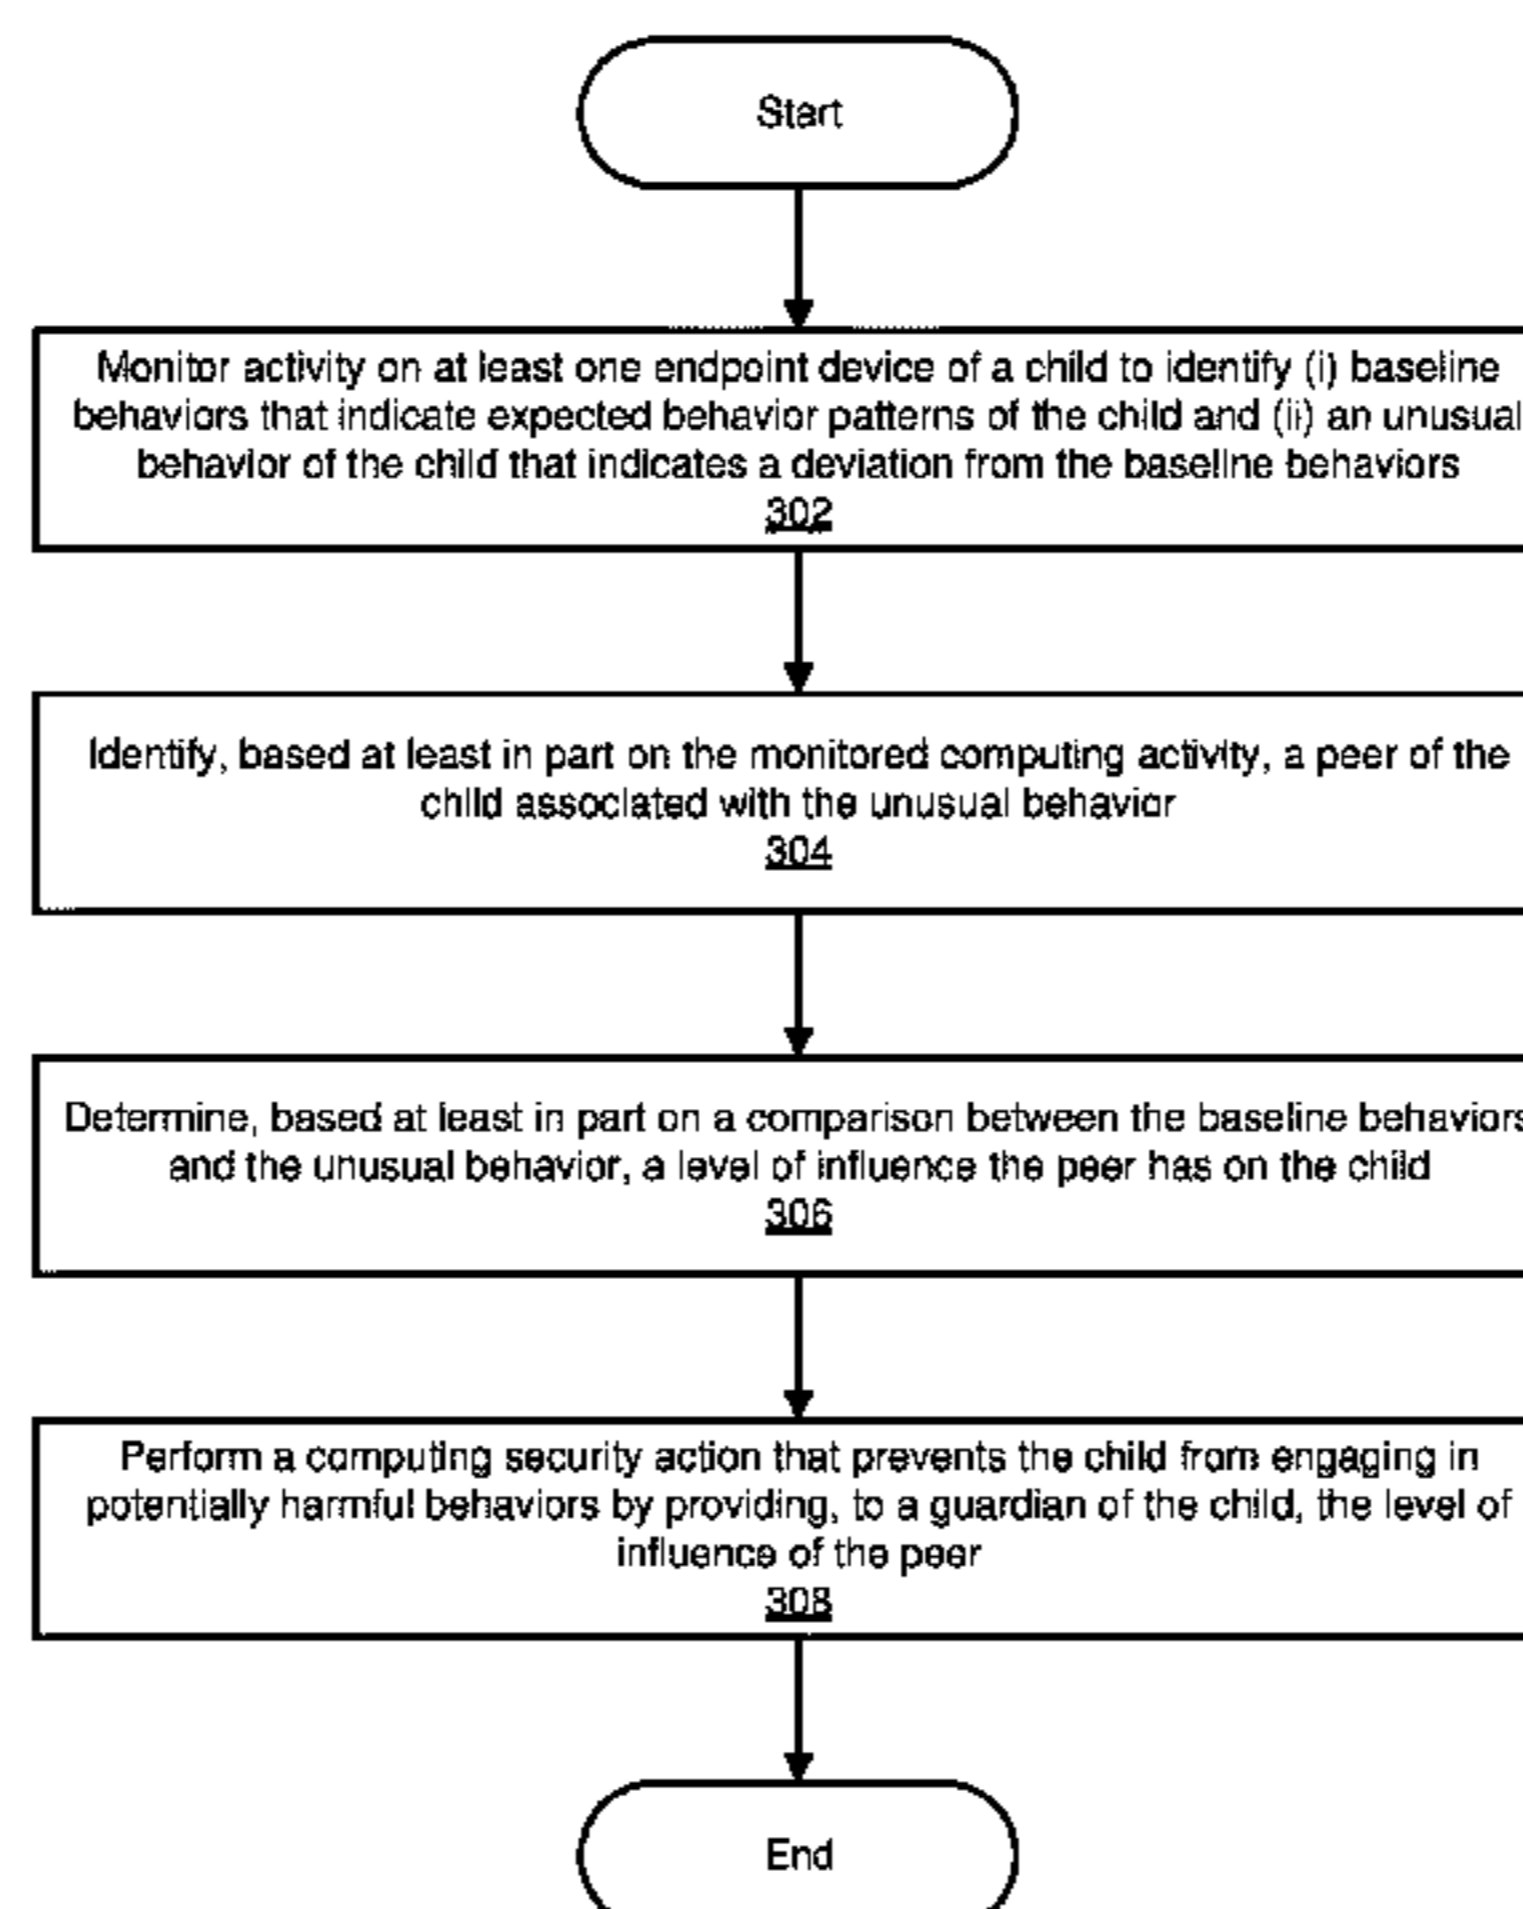 Start
Monitor activity on at least one endpoint device of a child to identify (i) baseline
behaviors that indicate expected behavior patterns of the child and (ii) an unusual
behavior of the child that indicates a deviation from the baseline behaviors
302
Identify, based at least in part on the monitored computing activity, a peer of the
child associated with the unusual behavior
304
Determine, based at least in part on a comparison between the baseline behaviors
and the unusual behavior, a level of influence the peer has on the child
306
Perform a computing security action that prevents the child from engaging in
potentially harmful behaviors by providing, to a guardian of the child, the level of
influence of the peer
308
End